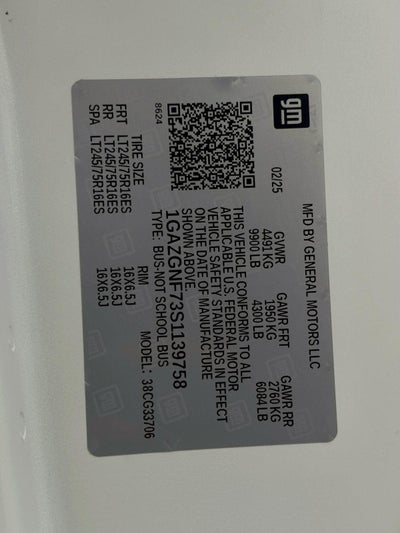 gm
MFD BY GENERAL MOTORS LLC
02/25 GVWR GAWR FRT GAWR RR
4491 KG 1950 KG 2760 KG
9900 LB 4300 LB 6084 LB
THIS VEHICLE CONFORMS TO ALL
APPLICABLE U.S. FEDERAL MOTOR
VEHICLE SAFETY STANDARDS IN EFFECT
ON THE DATE OF MANUFACTURE
SHOWN ABOVE.
1GAZGNF73S1139758
TYPE: BUS-NOT SCHOOL BUS MODEL: 38CG33706
8624
TIRE SIZE RIM
FRT LT245/75R16ES 16X6.5J
RR LT245/75R16ES 16X6.5J
SPA LT245/75R16ES 16X6.5J